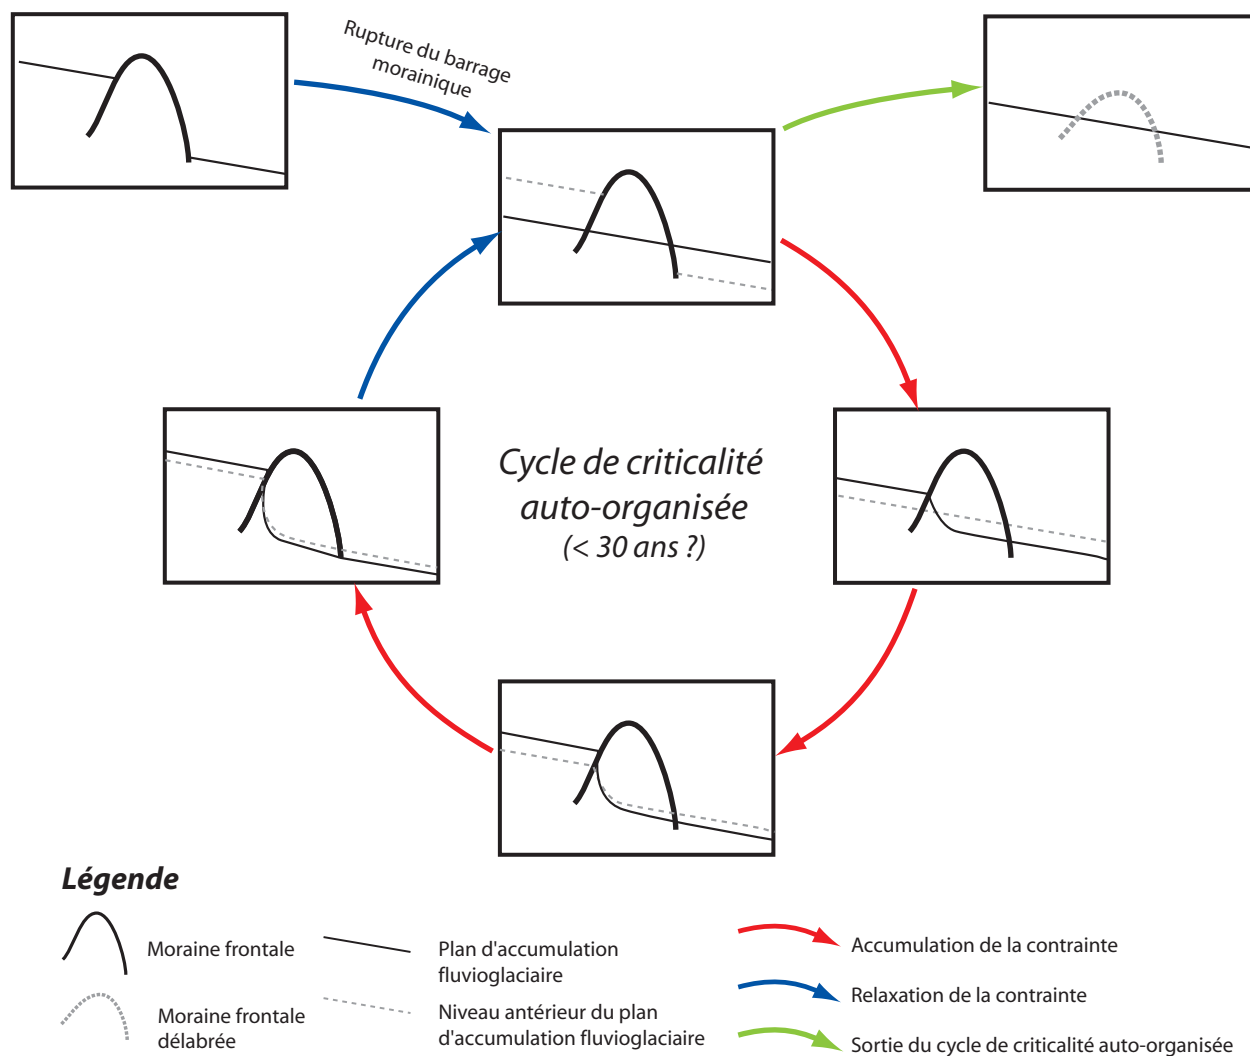 Rupture du barrage
morainique
Cycle de criticalité
auto-organisée
(< 30 ans ?)
Légende
Moraine frontale
Moraine frontale
délabrée
Plan d'accumulation
fluvioglaciaire
Niveau antérieur du plan
d'accumulation fluvioglaciaire
Accumulation de la contrainte
Relaxation de la contrainte
Sortie du cycle de criticalité auto-organisée